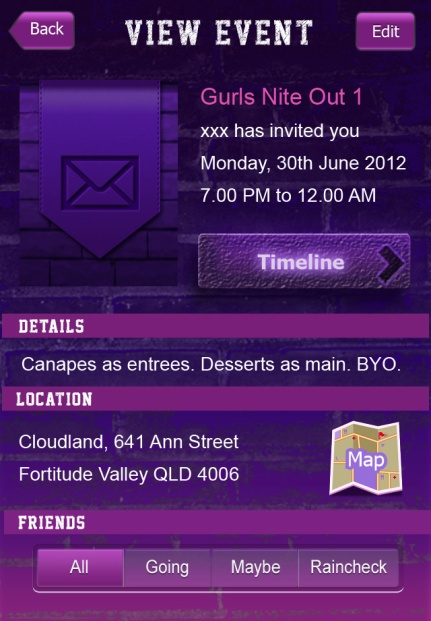 Back
VIEW EVENT
Edit
Gurls Nite Out 1
xxx has invited you
Monday, 30th June 2012
7.00 PM to 12.00 AM
Timeline
DETAILS
Canapes as entrees. Desserts as main. BYO.
LOCATION
Cloudland, 641 Ann Street
Fortitude Valley QLD 4006
Map
FRIENDS
All Going Maybe Raincheck